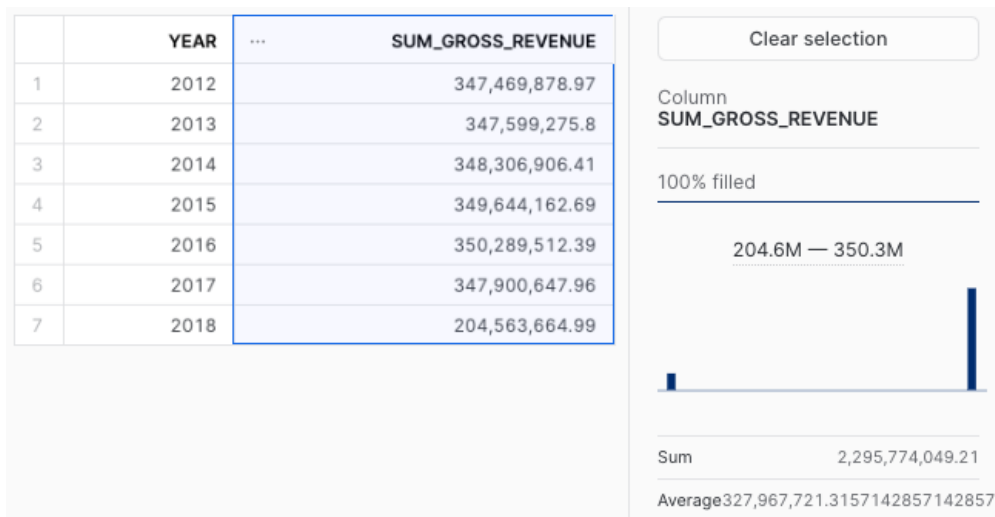 YEAR ... SUM_GROSS_REVENUE
1 2012 347,469,878.97
2 2013 347,599,275.8
3 2014 348,306,906.41
4 2015 349,644,162.69
5 2016 350,289,512.39
6 2017 347,900,647.96
7 2018 204,563,664.99
Clear selection
Column
SUM_GROSS_REVENUE
100% filled
204.6M — 350.3M
Sum 2,295,774,049.21
Average327,967,721.3157142857142857